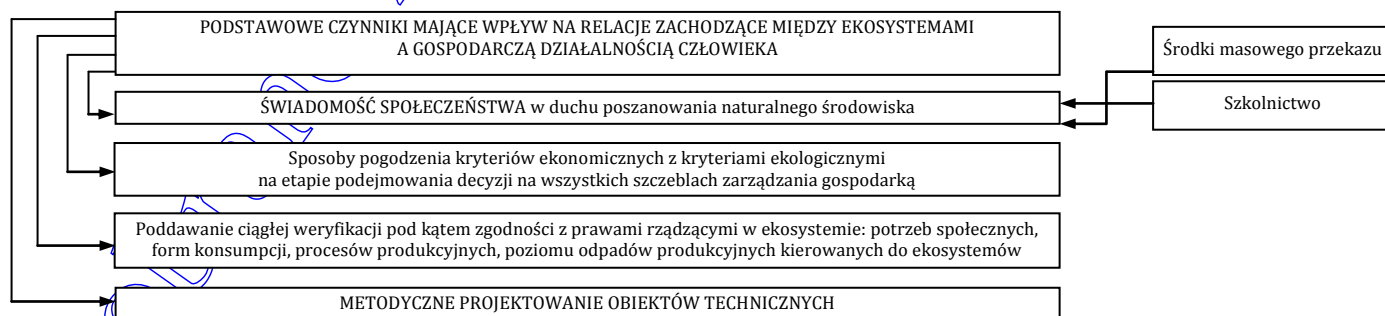 PODSTAWOWE CZYNNIKI MAJĄCE WPŁYW NA RELACJE ZACHODZĄCE MIĘDZY EKOSYSTEMAMI
A GOSPODARCZĄ DZIAŁALNOŚCIĄ CZŁOWIEKA
Środki masowego przekazu
Szkolnictwo
ŚWIADOMOŚĆ SPOŁECZEŃSTWA w duchu poszanowania naturalnego środowiska
Sposoby pogodzenia kryteriów ekonomicznych z kryteriami ekologicznymi
na etapie podejmowania decyzji na wszystkich szczeblach zarządzania gospodarką
Poddawanie ciągłej weryfikacji pod kątem zgodności z prawami rządzącymi w ekosystemie: potrzeb społecznych,
form konsumpcji, procesów produkcyjnych, poziomu odpadów produkcyjnych kierowanych do ekosystemów
METODYCZNE PROJEKTOWANIE OBIEKTÓW TECHNICZNYCH